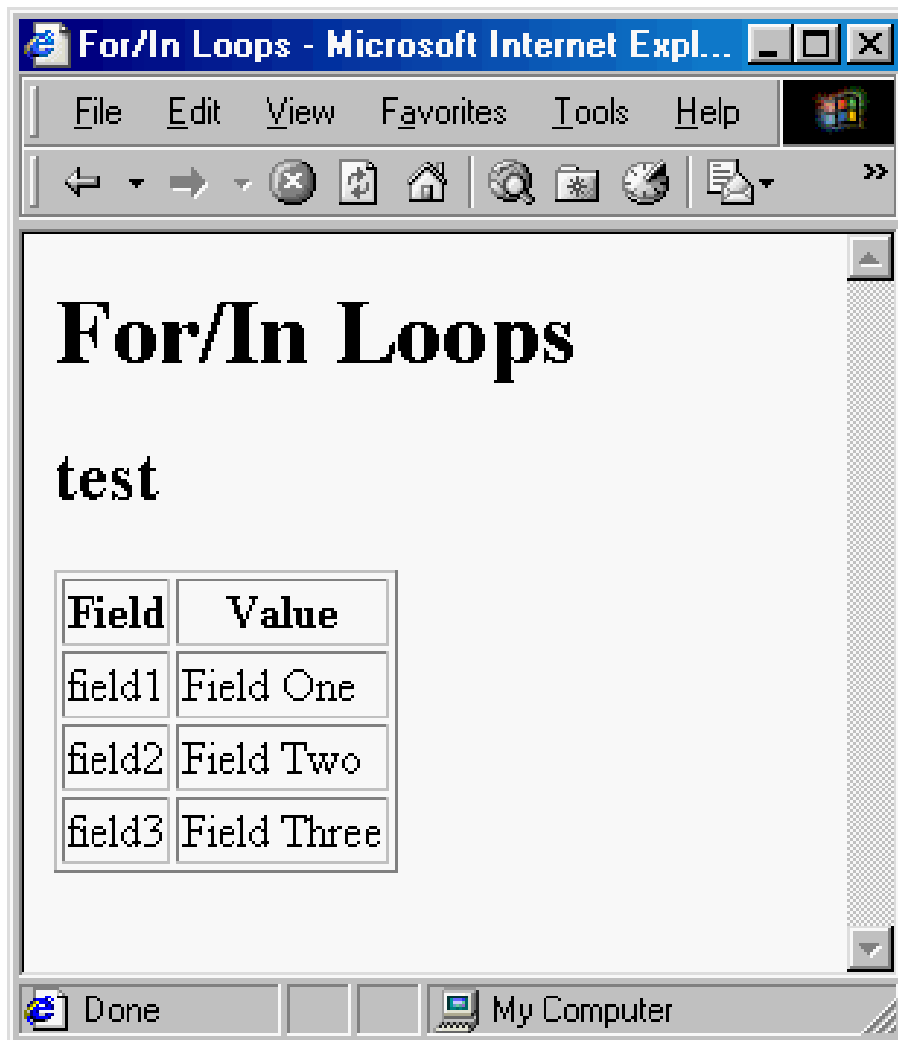 For/In Loops - Microsoft Internet Expl...
File Edit View Favorites Tools Help
»
For/In Loops
test
Field Value
field1 Field One
field2 Field Two
field3 Field Three
Done My Computer